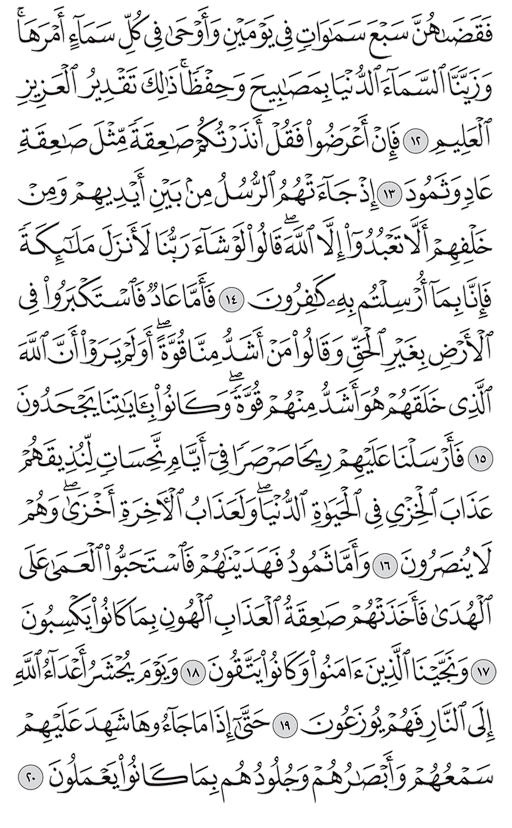 فَقَضَىٰهُنَّ سَبْعَ سَمَٰوَاتٍ فِي يَوْمَيْنِ وَأَوْحَىٰ فِي كُلِّ سَمَآءٍ أَمْرَهَاۚ
وَزَيَّنَّا ٱلسَّمَآءَ ٱلدُّنْيَا بِمَصَٰبِيحَ وَحِفْظًاۚ ذَٰلِكَ تَقْدِيرُ ٱلْعَزِيزِ
ٱلْعَلِيمِ ١٢ فَإِنْ أَعْرَضُواْ فَقُلْ أَنذَرْتُكُمْ صَٰعِقَةً مِّثْلَ صَٰعِقَةِ
عَادٍ وَثَمُودَ ١٣ إِذْ جَآءَتْهُمُ ٱلرُّسُلُ مِنۢ بَيْنِ أَيْدِيهِمْ وَمِنْ
خَلْفِهِمْ أَلَّا تَعْبُدُوٓاْ إِلَّا ٱللَّهَۖ قَالُواْ لَوْ شَآءَ رَبُّنَا لَأَنزَلَ مَلَٰٓئِكَةً
فَإِنَّا بِمَآ أُرْسِلْتُم بِهِۦ كَٰفِرُونَ ١٤ فَأَمَّا عَادٌ فَٱسْتَكْبَرُواْ فِي
ٱلْأَرْضِ بِغَيْرِ ٱلْحَقِّ وَقَالُواْ مَنْ أَشَدُّ مِنَّا قُوَّةًۖ أَوَلَمْ يَرَوْاْ أَنَّ ٱللَّهَ
ٱلَّذِي خَلَقَهُمْ هُوَ أَشَدُّ مِنْهُمْ قُوَّةًۖ وَكَانُواْ بِـَٔايَٰتِنَا يَجْحَدُونَ
١٥ فَأَرْسَلْنَا عَلَيْهِمْ رِيحًا صَرْصَرًا فِيٓ أَيَّامٍ نَّحِسَاتٍ لِّنُذِيقَهُمْ
عَذَابَ ٱلْخِزْيِ فِي ٱلْحَيَوٰةِ ٱلدُّنْيَاۖ وَلَعَذَابُ ٱلْأٓخِرَةِ أَخْزَىٰۖ وَهُمْ
لَا يُنصَرُونَ ١٦ وَأَمَّا ثَمُودُ فَهَدَيْنَٰهُمْ فَٱسْتَحَبُّواْ ٱلْعَمَىٰ عَلَى
ٱلْهُدَىٰ فَأَخَذَتْهُمْ صَٰعِقَةُ ٱلْعَذَابِ ٱلْهُونِ بِمَا كَانُواْ يَكْسِبُونَ
١٧ وَنَجَّيْنَا ٱلَّذِينَ ءَامَنُواْ وَكَانُواْ يَتَّقُونَ ١٨ وَيَوْمَ يُحْشَرُ أَعْدَآءُ ٱللَّهِ
إِلَى ٱلنَّارِ فَهُمْ يُوزَعُونَ ١٩ حَتَّىٰٓ إِذَا مَا جَآءُوهَا شَهِدَ عَلَيْهِمْ
سَمْعُهُمْ وَأَبْصَٰرُهُمْ وَجُلُودُهُم بِمَا كَانُواْ يَعْمَلُونَ ٢٠